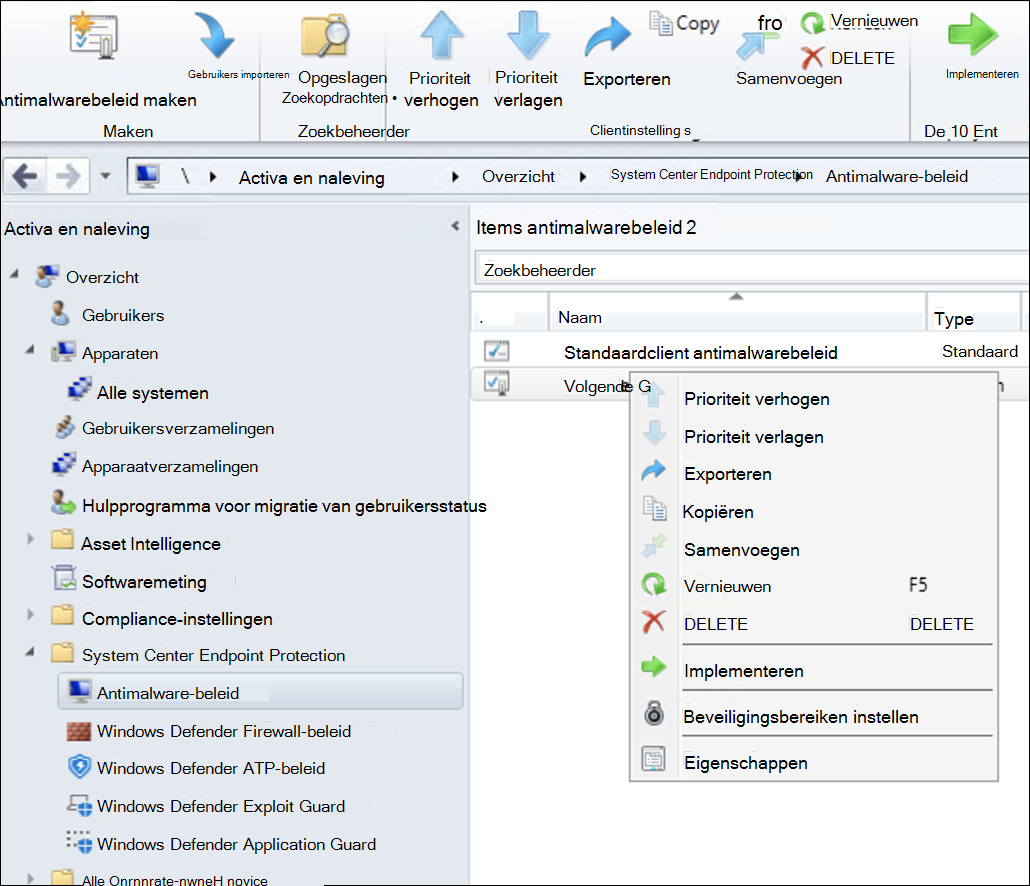 fro
Copy
Vernieuwen
DELETE
Gebruikers importeren
Opgeslagen
Zoekopdrachten
Prioriteit
verhogen
Prioriteit
verlagen
Exporteren
Samenvoegen
Implementeren
ntimalwarebeleid maken
Maken
Zoekbeheerder
Clientinstelling s
De 10 Ent
\ Activa en naleving Overzicht System Center Endpoint Protection Antimalware-beleid
Activa en naleving
Overzicht
Gebruikers
Apparaten
Alle systemen
Gebruikersverzamelingen
Apparaatverzamelingen
Hulpprogramma voor migratie van gebruikersstatus
Asset Intelligence
Softwaremeting
Compliance-instellingen
System Center Endpoint Protection
Antimalware-beleid
Windows Defender Firewall-beleid
Windows Defender ATP-beleid
Windows Defender Exploit Guard
Windows Defender Application Guard
Alle Onrnnrate-nwneH novice
Items antimalwarebeleid 2
Zoekbeheerder
. Naam Type
Standaardclient antimalwarebeleid Standaard
Volgende G
Prioriteit verhogen
Prioriteit verlagen
Exporteren
Kopiëren
Samenvoegen
Vernieuwen F5
DELETE DELETE
Implementeren
Beveiligingsbereiken instellen
Eigenschappen